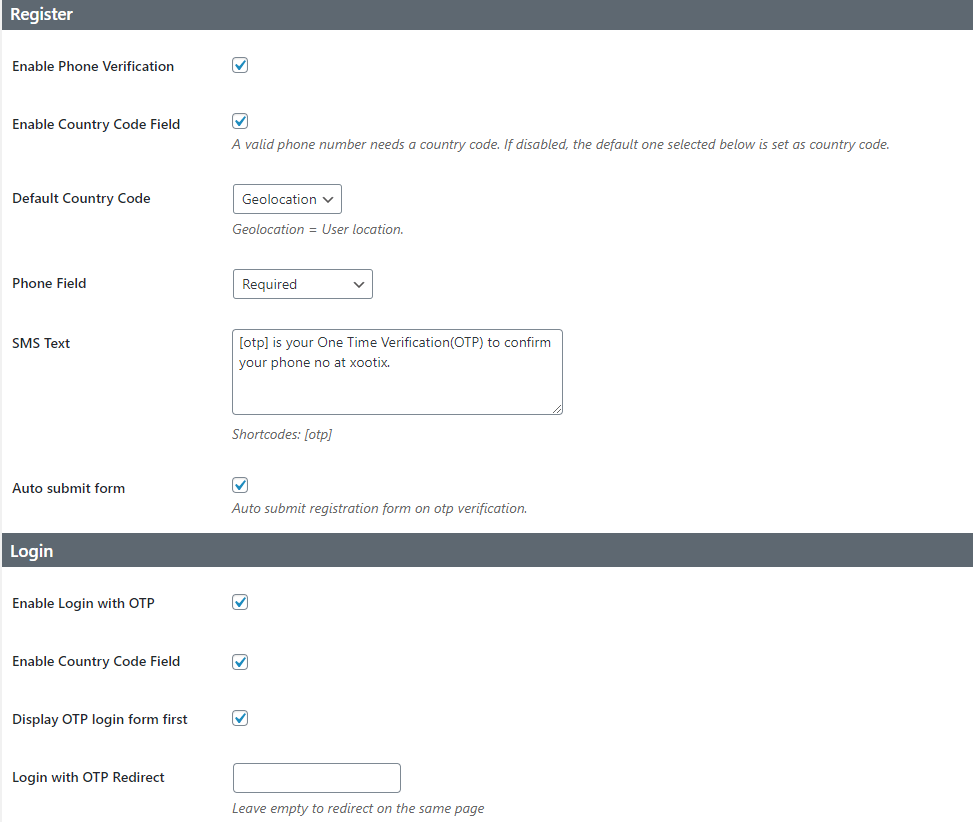 Register
Enable Phone Verification
Enable Country Code Field
A valid phone number needs a country code. If disabled, the default one selected below is set as country code.
Default Country Code
Geolocation
Geolocation = User location.
Phone Field
Required
SMS Text
[otp] is your One Time Verification(OTP) to confirm
your phone no at xootix.
Shortcodes: [otp]
Auto submit form
Auto submit registration form on otp verification.
Login
Enable Login with OTP
Enable Country Code Field
Display OTP login form first
Login with OTP Redirect
Leave empty to redirect on the same page